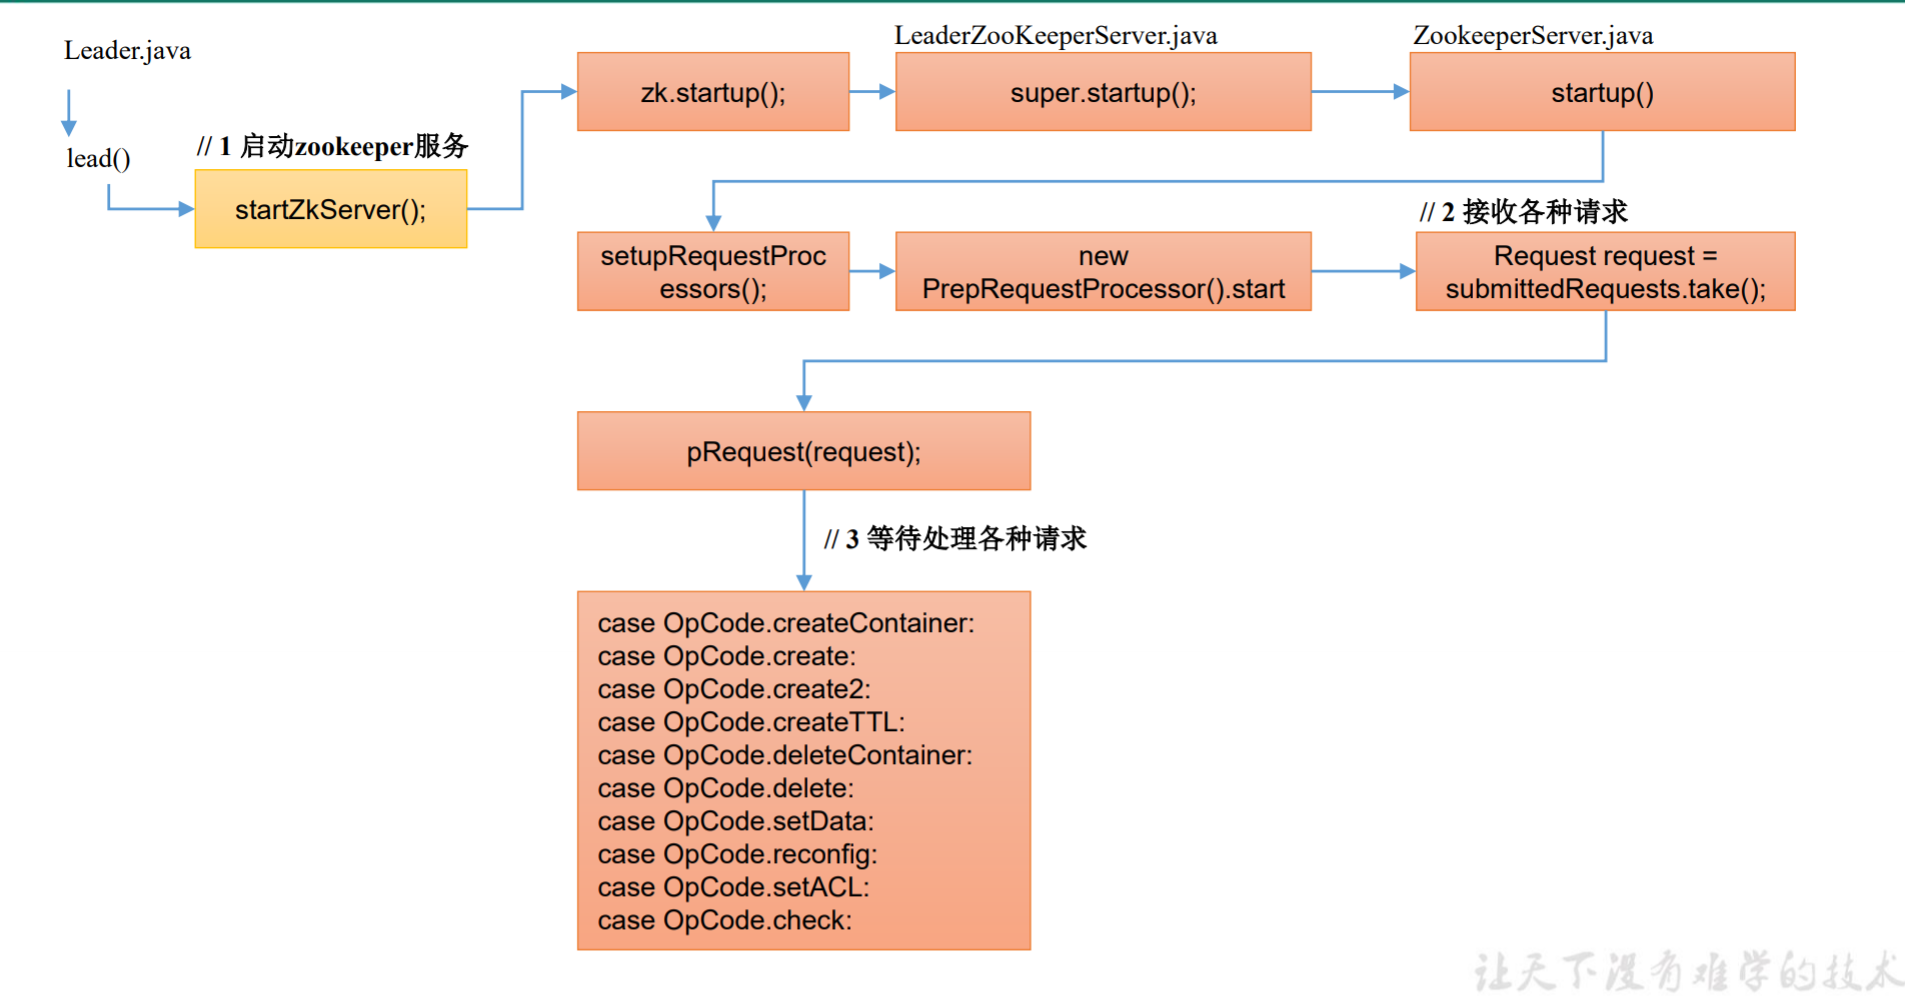 Leader.java
LeaderZooKeeperServer.java
ZookeeperServer.java
zk.startup();
super.startup();
startup()
lead()
// 1 启动zookeeper服务
startZkServer();
// 2 接收各种请求
setupRequestProc
essors();
new
PrepRequestProcessor().start
Request request =
submittedRequests.take();
pRequest(request);
// 3 等待处理各种请求
case OpCode.createContainer:
case OpCode.create:
case OpCode.create2:
case OpCode.createTTL:
case OpCode.deleteContainer:
case OpCode.delete:
case OpCode.setData:
case OpCode.reconfig:
case OpCode.setACL:
case OpCode.check:
让天下没有难学的技术